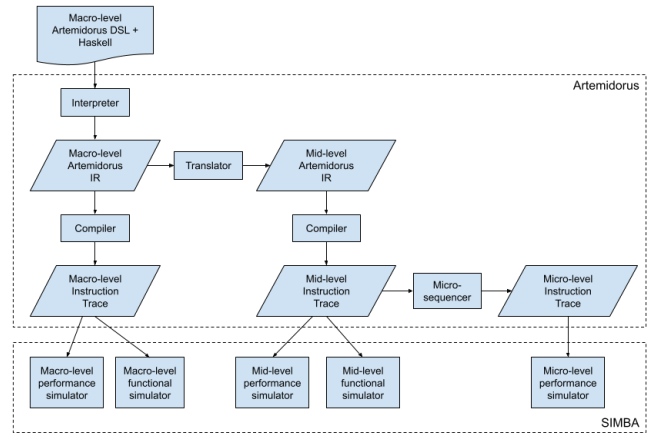 Macro-level
Artemidorus DSL +
Haskell
Artemidorus
Interpreter
Macro-level
Artemidorus
IR
Translator
Mid-level
Artemidorus
IR
Compiler
Compiler
Macro-level
Instruction
Trace
Mid-level
Instruction
Trace
Micro-
sequencer
Micro-level
Instruction
Trace
Macro-level
performance
simulator
Macro-level
functional
simulator
Mid-level
performance
simulator
Mid-level
functional
simulator
Micro-level
performance
simulator
SIMBA